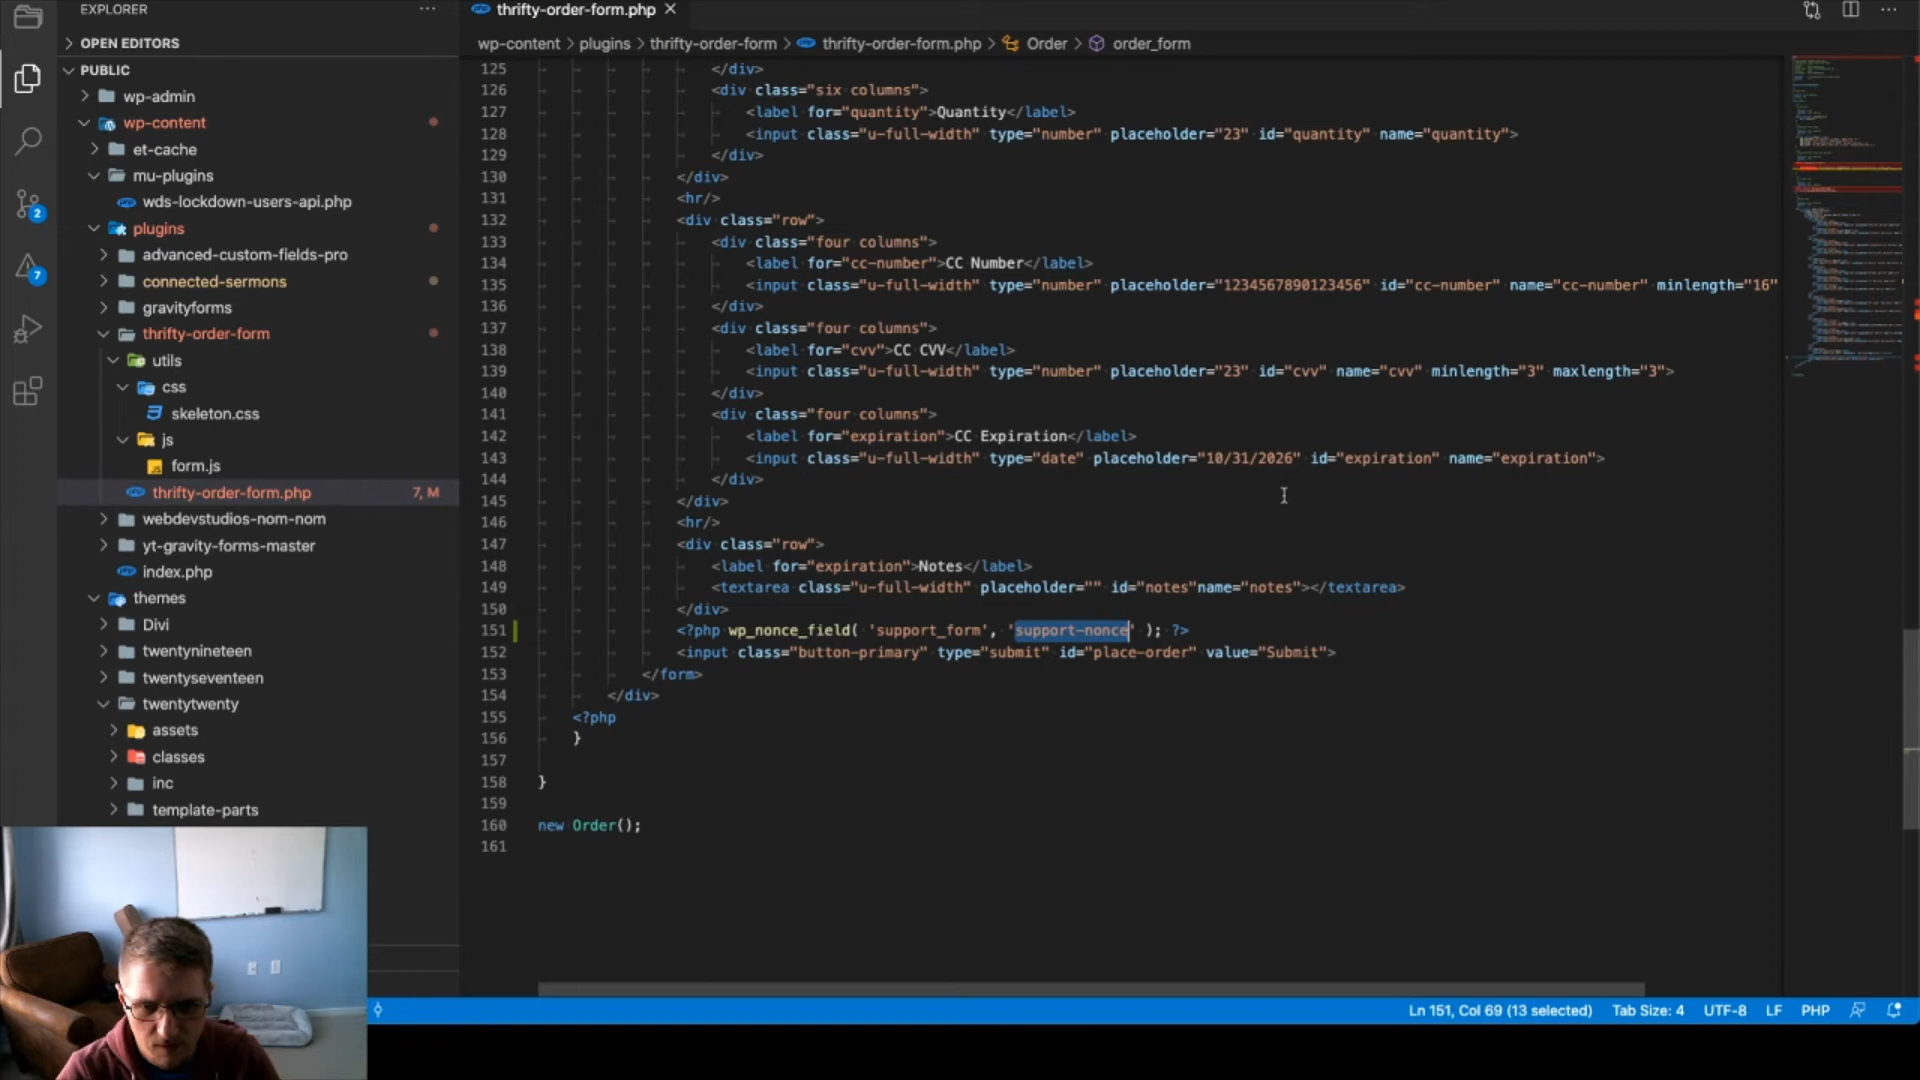 EXPLORER
···
thrifty-order-form.php
OPEN EDITORS
PUBLIC
wp-admin
wp-content
et-cache
mu-plugins
wds-lockdown-users-api.php
plugins
advanced-custom-fields-pro
connected-sermons
gravityforms
thrifty-order-form
utils
css
skeleton.css
js
form.js
thrifty-order-form.php 7, M
webdevstudios-nom-nom
yt-gravity-forms-master
index.php
themes
Divi
twentynineteen
twentyseventeen
twentytwenty
assets
classes
inc
template-parts
2
7
wp-content > plugins > thrifty-order-form > thrifty-order-form.php > Order > order_form
125 </div>
126 <div class="six columns">
127 <label for="quantity">Quantity</label>
128 <input class="u-full-width" type="number" placeholder="23" id="quantity" name="quantity">
129 </div>
130 </div>
131 <hr/>
132 <div class="row">
133 <div class="four columns">
134 <label for="cc-number">CC Number</label>
135 <input class="u-full-width" type="number" placeholder="1234567890123456" id="cc-number" name="cc-number" minlength="16"
136 </div>
137 <div class="four columns">
138 <label for="cvv">CC CVV</label>
139 <input class="u-full-width" type="number" placeholder="23" id="cvv" name="cvv" minlength="3" maxlength="3">
140 </div>
141 <div class="four columns">
142 <label for="expiration">CC Expiration</label>
143 <input class="u-full-width" type="date" placeholder="10/31/2026" id="expiration" name="expiration">
144 </div>
145 </div>
146 <hr/>
147 <div class="row">
148 <label for="expiration">Notes</label>
149 <textarea class="u-full-width" placeholder="" id="notes"name="notes"></textarea>
150 </div>
151 <?php wp_nonce_field( 'support_form', 'support-nonce' ); ?>
152 <input class="button-primary" type="submit" id="place-order" value="Submit">
153 </form>
154 </div>
155 <?php
156 }
157
158 }
159
160 new Order();
161
Ln 151, Col 69 (13 selected) Tab Size: 4 UTF-8 LF PHP